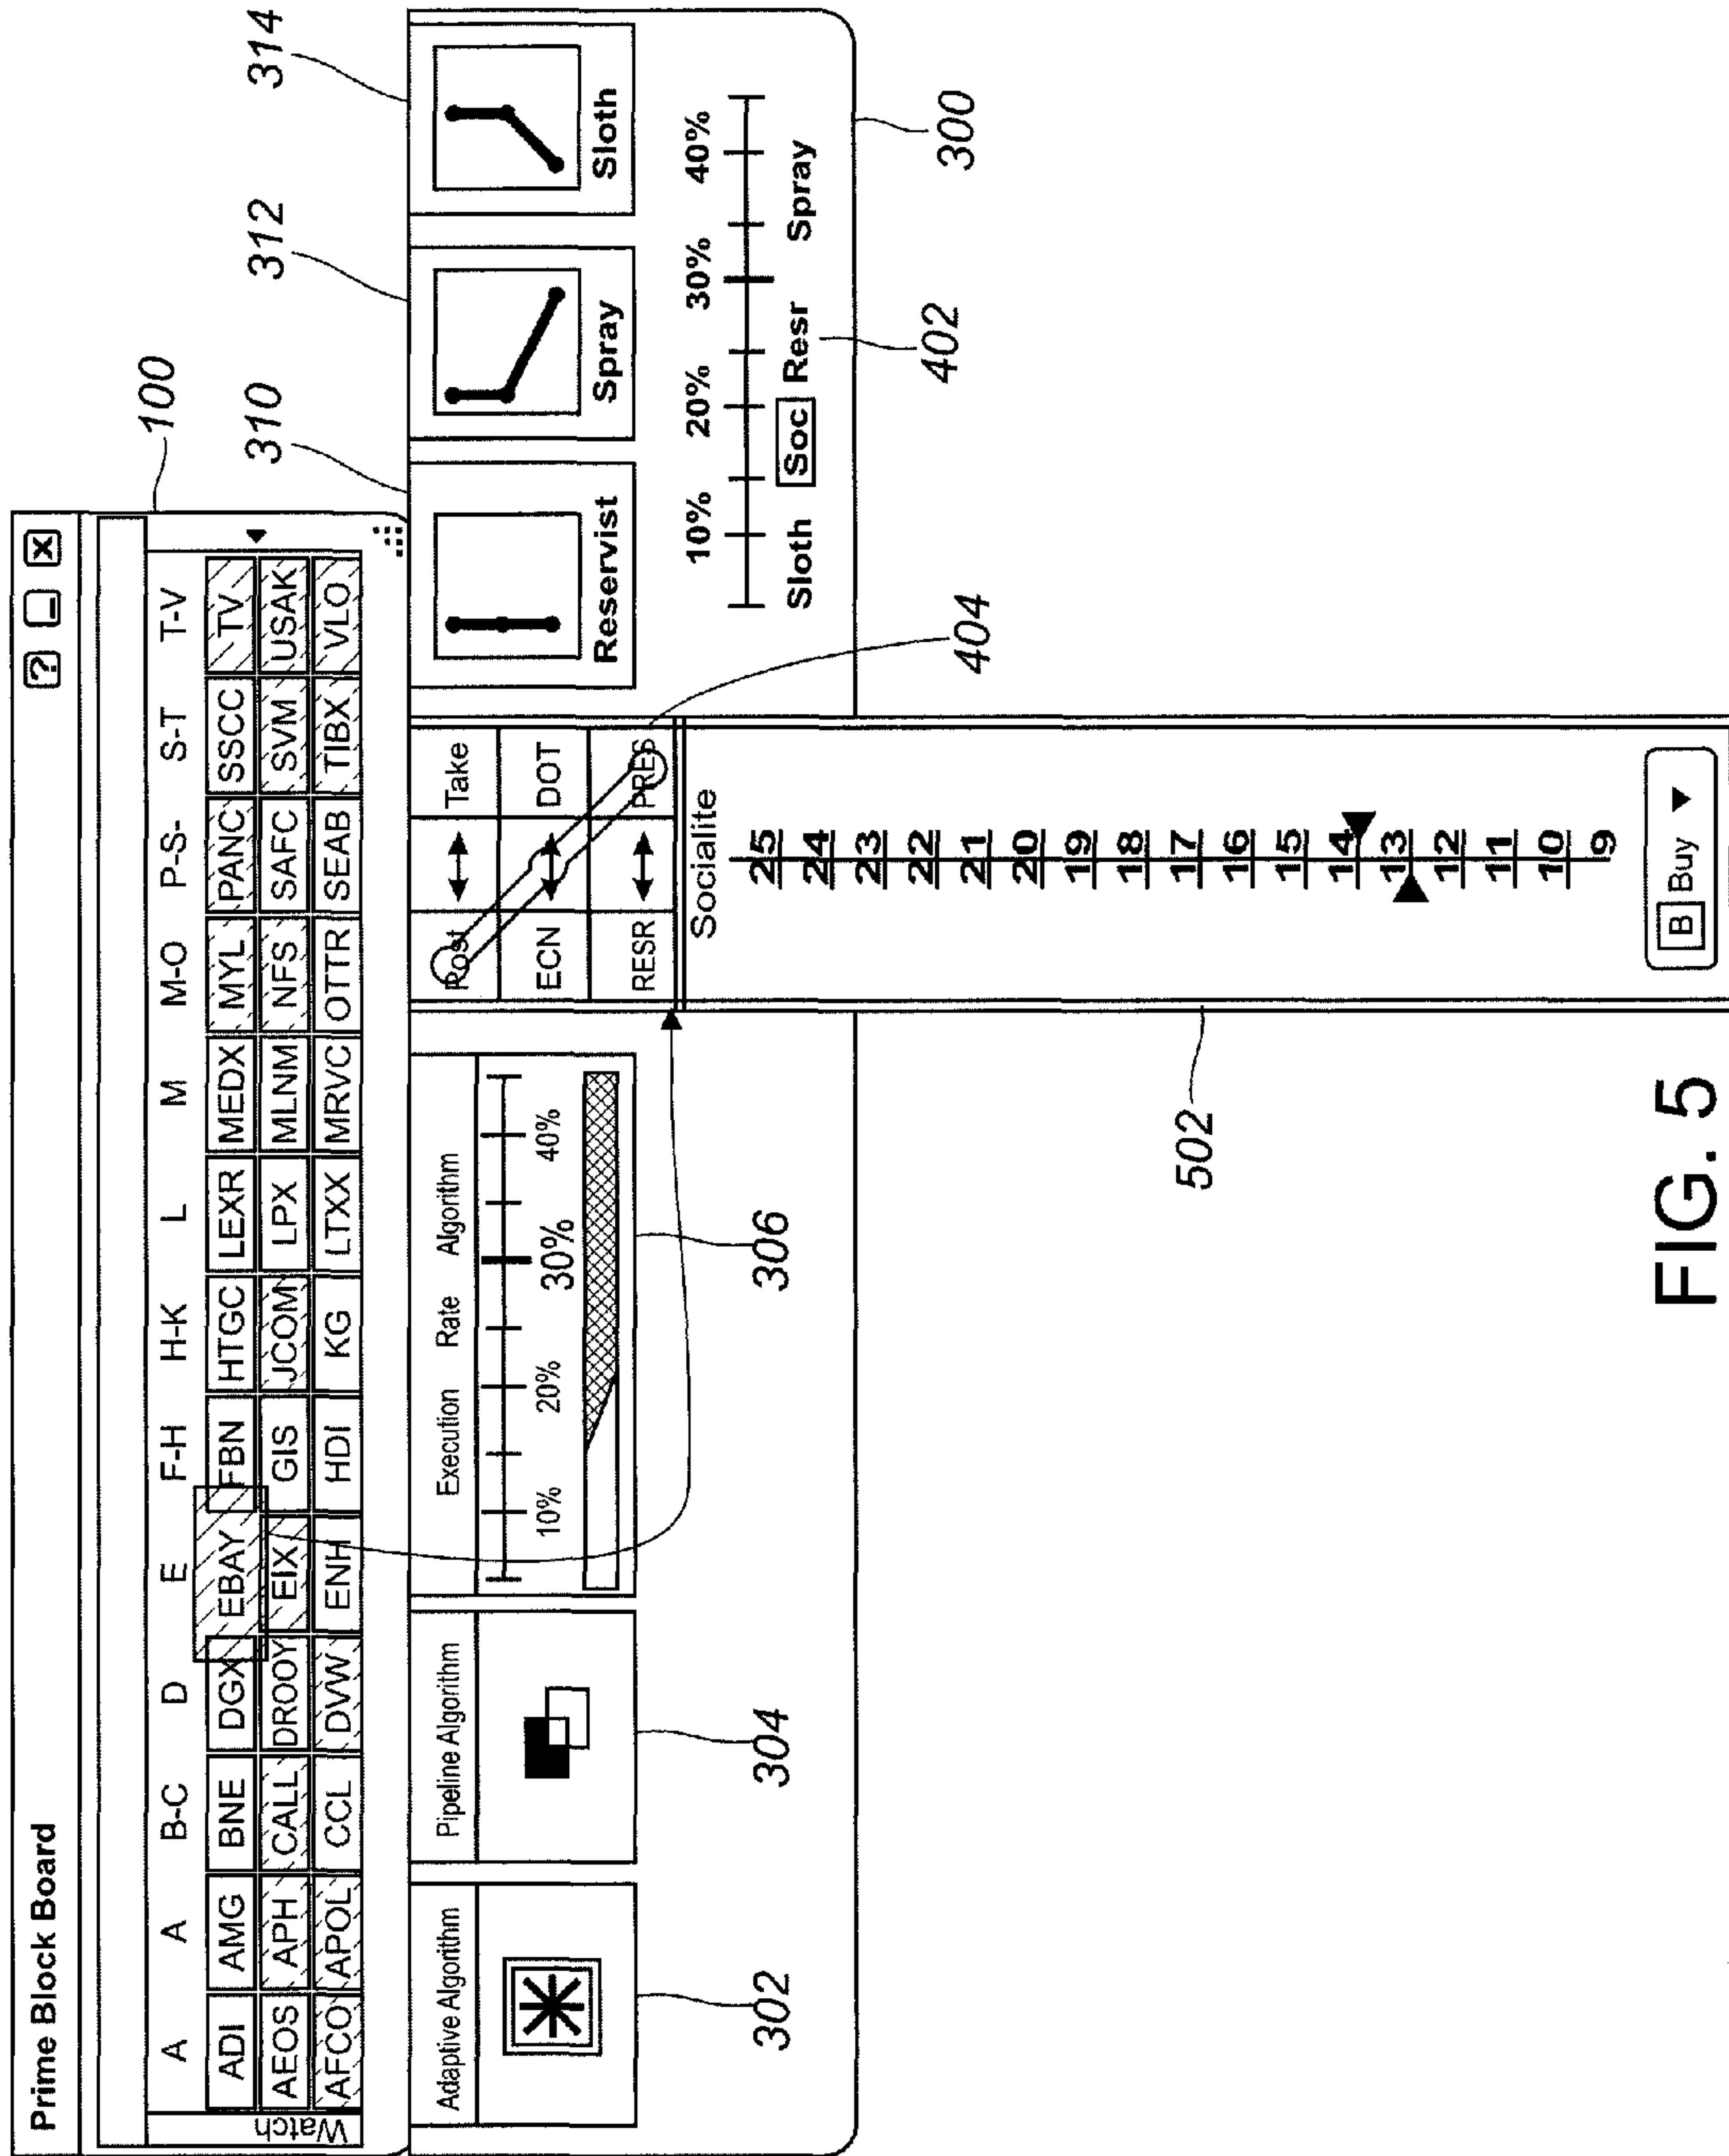 Prime Block Board ? _ X
100
A A B-C D E F-H H-K L M M-O P-S- S-T T-V
Watch
ADI AMG BNE DGX EBAY FBN HTGC LEXR MEDX MYL PANC SSCC TV
AEOS APH CALL DROOY EIX GIS JCOM LPX MLNM NFS SAFC SVM USAK
AFCO APOL CCL DVW ENH HDI KG LTXX MRVC OTTR SEAB TIBX VLO
310 312 314
Adaptive Algorithm
Pipeline Algorithm
Execution Rate Algorithm
10% 20% 30% 40%
302 304 306
Post Take
ECN DOT
RESR PRES
404
Socialite
25
24
23
22
21
20
19
18
17
16
15
14
13
12
11
10
9
B Buy
502
Reservist Spray Sloth
10% 20% 30% 40%
Sloth Soc Resr Spray
402 300
FIG. 5